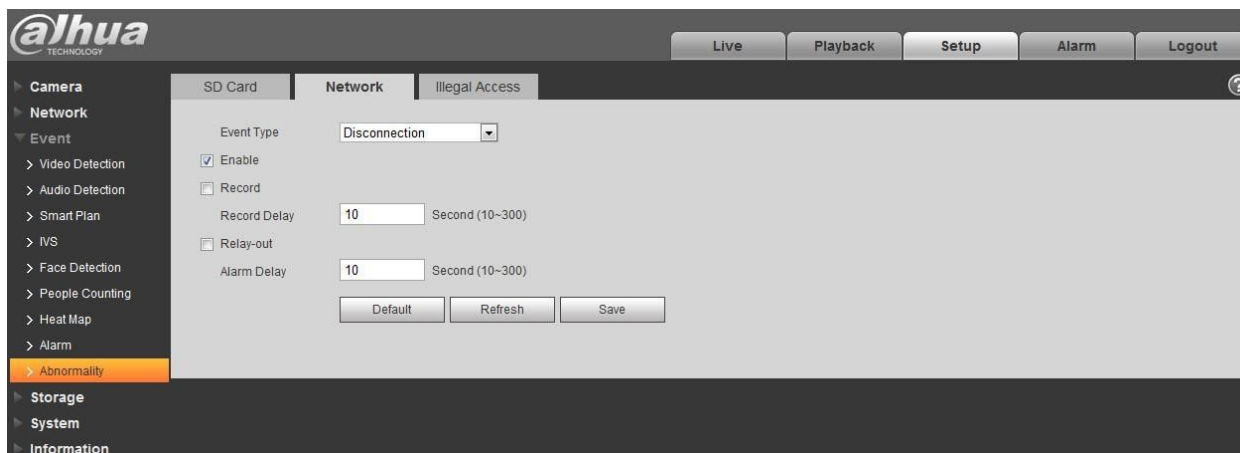 alhua
TECHNOLOGY
Live
Playback
Setup
Alarm
Logout
Camera
Network
Event
Video Detection
Audio Detection
Smart Plan
IVS
Face Detection
People Counting
Heat Map
Alarm
Abnormality
Storage
System
Information
SD Card
Network
Illegal Access
?
Event Type
Disconnection
Enable
Record
Record Delay
10
Second (10~300)
Relay-out
Alarm Delay
10
Second (10~300)
Default
Refresh
Save